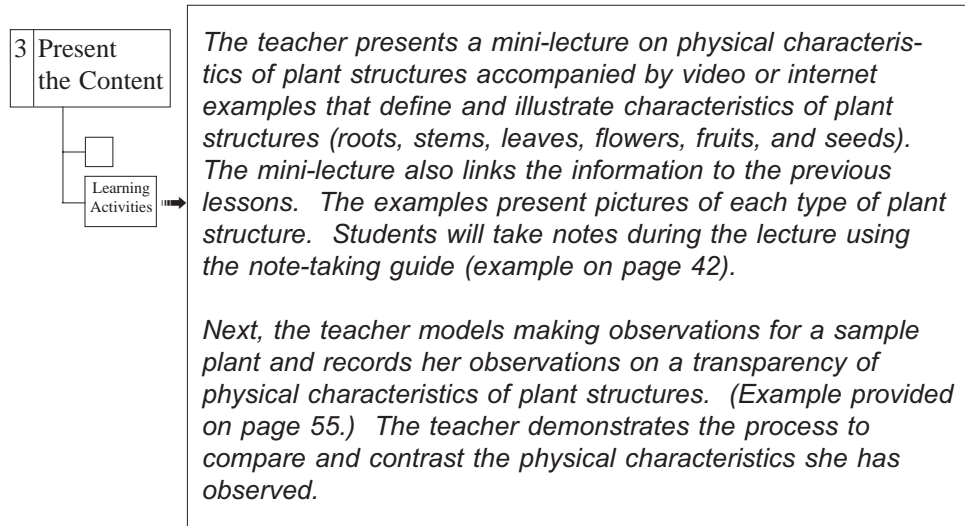 3 Present
the Content
Learning
Activities
The teacher presents a mini-lecture on physical characteris-
tics of plant structures accompanied by video or internet
examples that define and illustrate characteristics of plant
structures (roots, stems, leaves, flowers, fruits, and seeds).
The mini-lecture also links the information to the previous
lessons.  The examples present pictures of each type of plant
structure.  Students will take notes during the lecture using
the note-taking guide (example on page 42).
Next, the teacher models making observations for a sample
plant and records her observations on a transparency of
physical characteristics of plant structures.  (Example provided
on page 55.)  The teacher demonstrates the process to
compare and contrast the physical characteristics she has
observed.